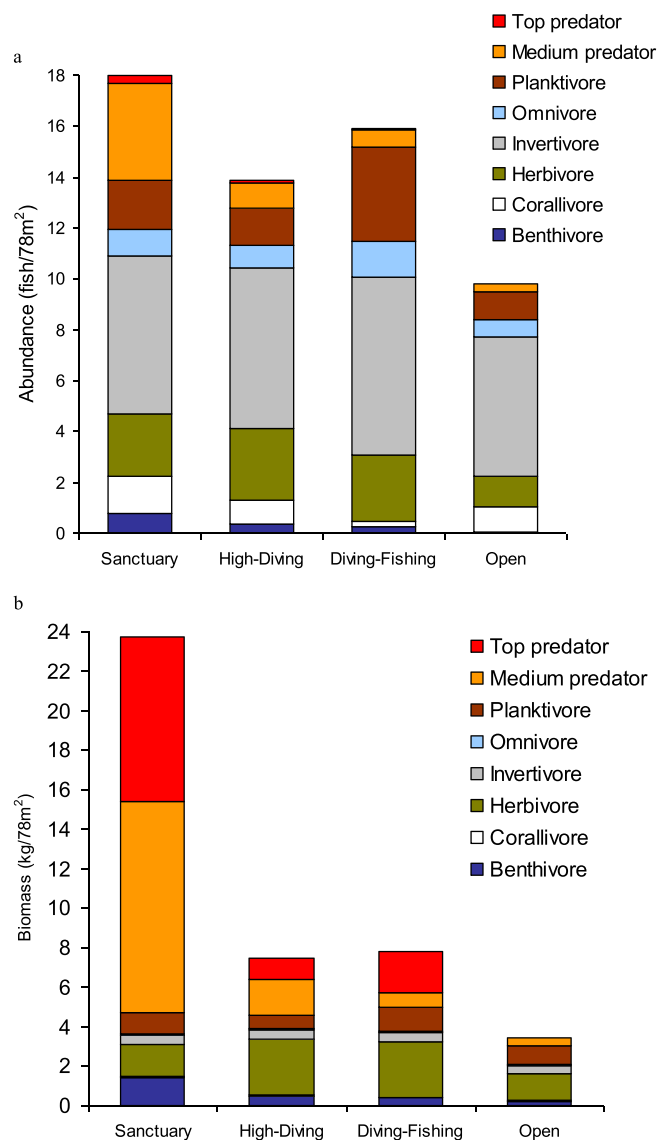 a
Top predator
Medium predator
Planktivore
Omnivore
Invertivore
Herbivore
Corallivore
Benthivore
Abundance (fish/78m²)
18
16
14
12
10
8
6
4
2
0
Sanctuary High-Diving Diving-Fishing Open
b
Top predator
Medium predator
Planktivore
Omnivore
Invertivore
Herbivore
Corallivore
Benthivore
Biomass (kg/78m²)
24
22
20
18
16
14
12
10
8
6
4
2
0
Sanctuary High-Diving Diving-Fishing Open